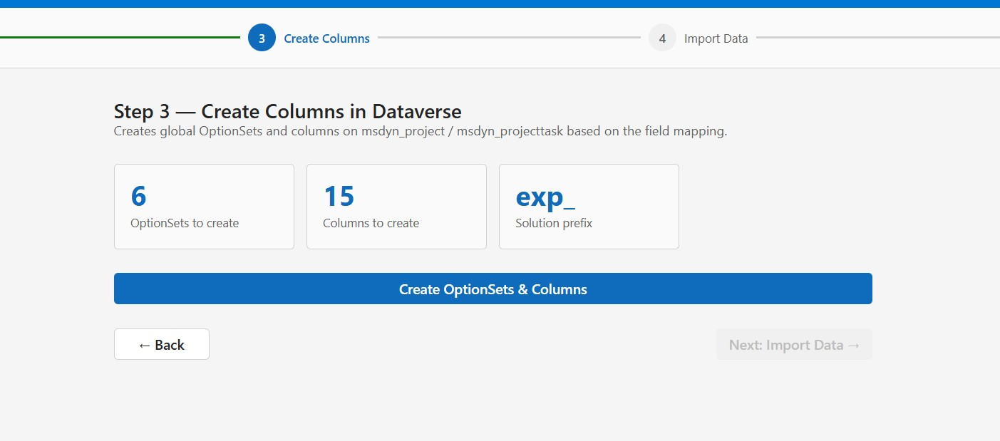 3 Create Columns 4 Import Data
Step 3 — Create Columns in Dataverse
Creates global OptionSets and columns on msdyn_project / msdyn_projecttask based on the field mapping.
6
OptionSets to create
15
Columns to create
exp_
Solution prefix
Create OptionSets & Columns
← Back
Next: Import Data →